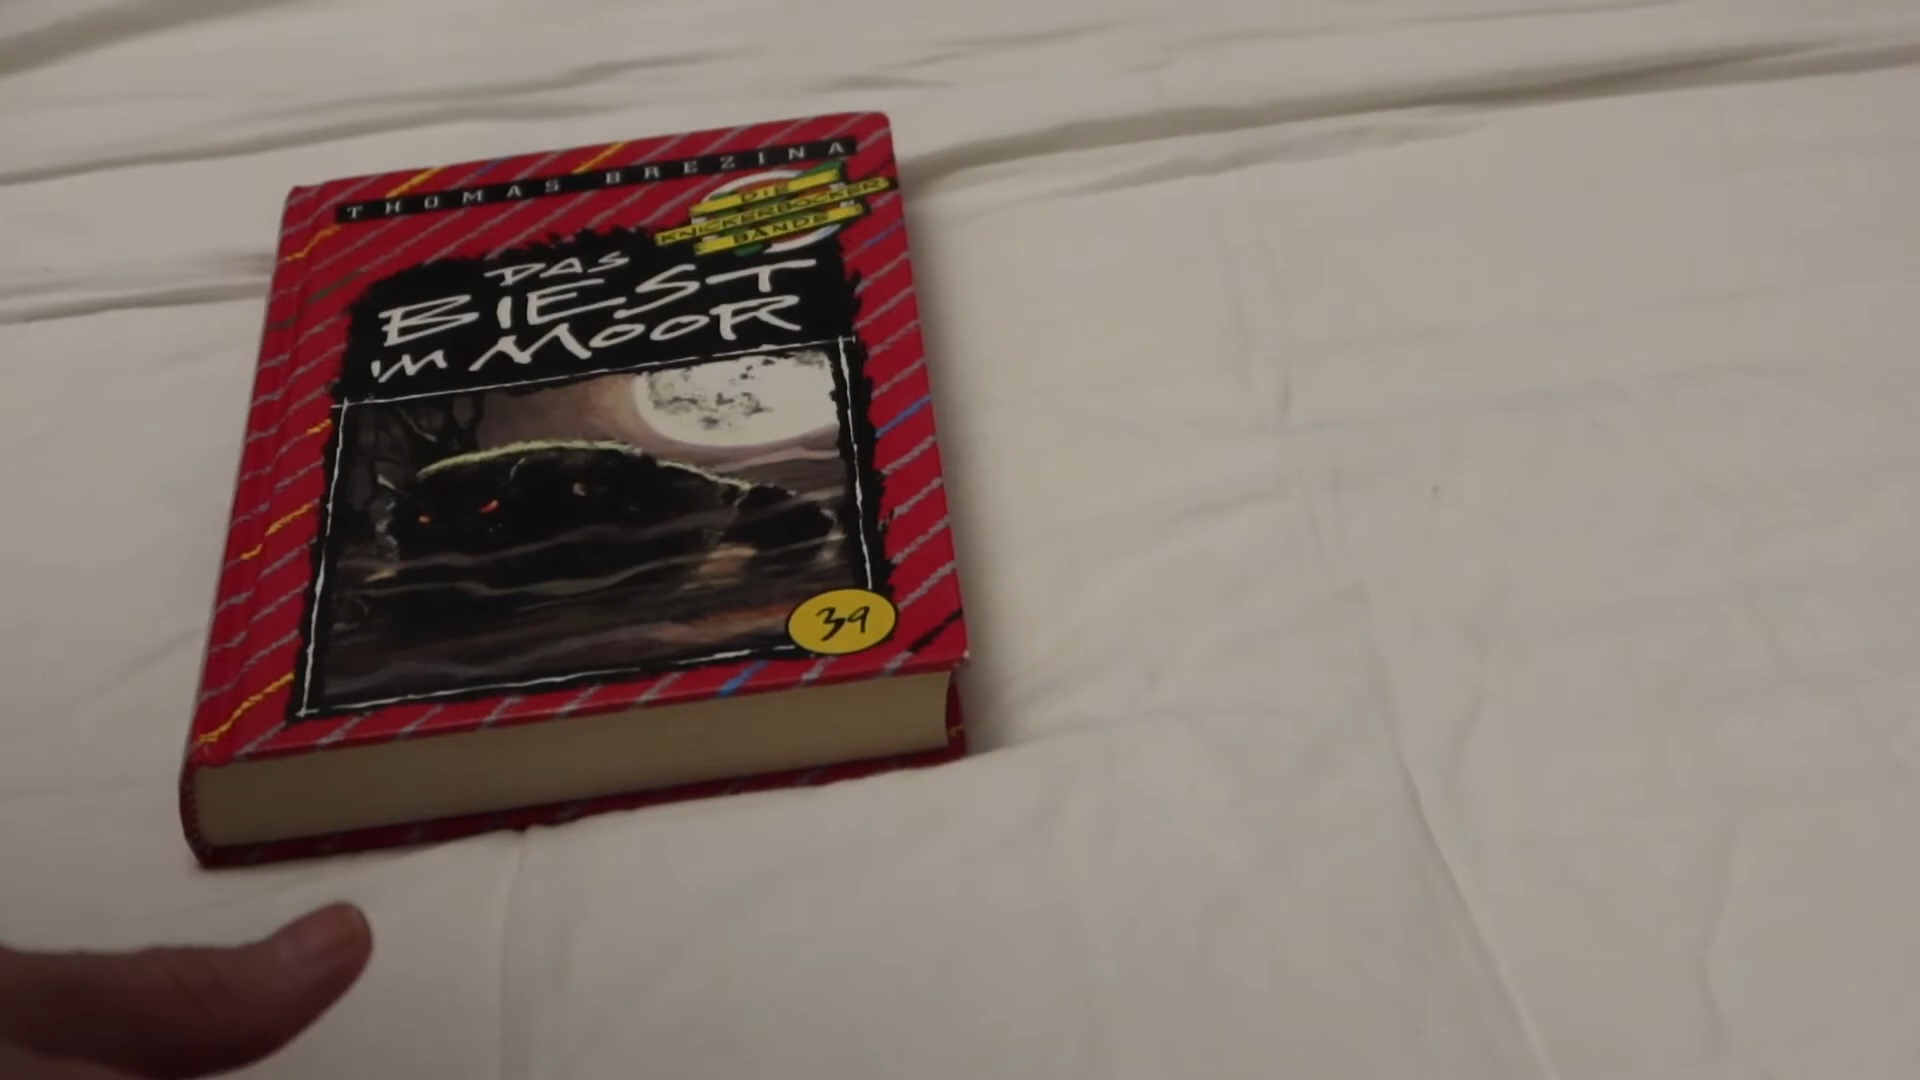 THOMAS BREZINA
DIE
KNICKERBOCKER
BANDE
DAS
BIEST
IM MOOR
39